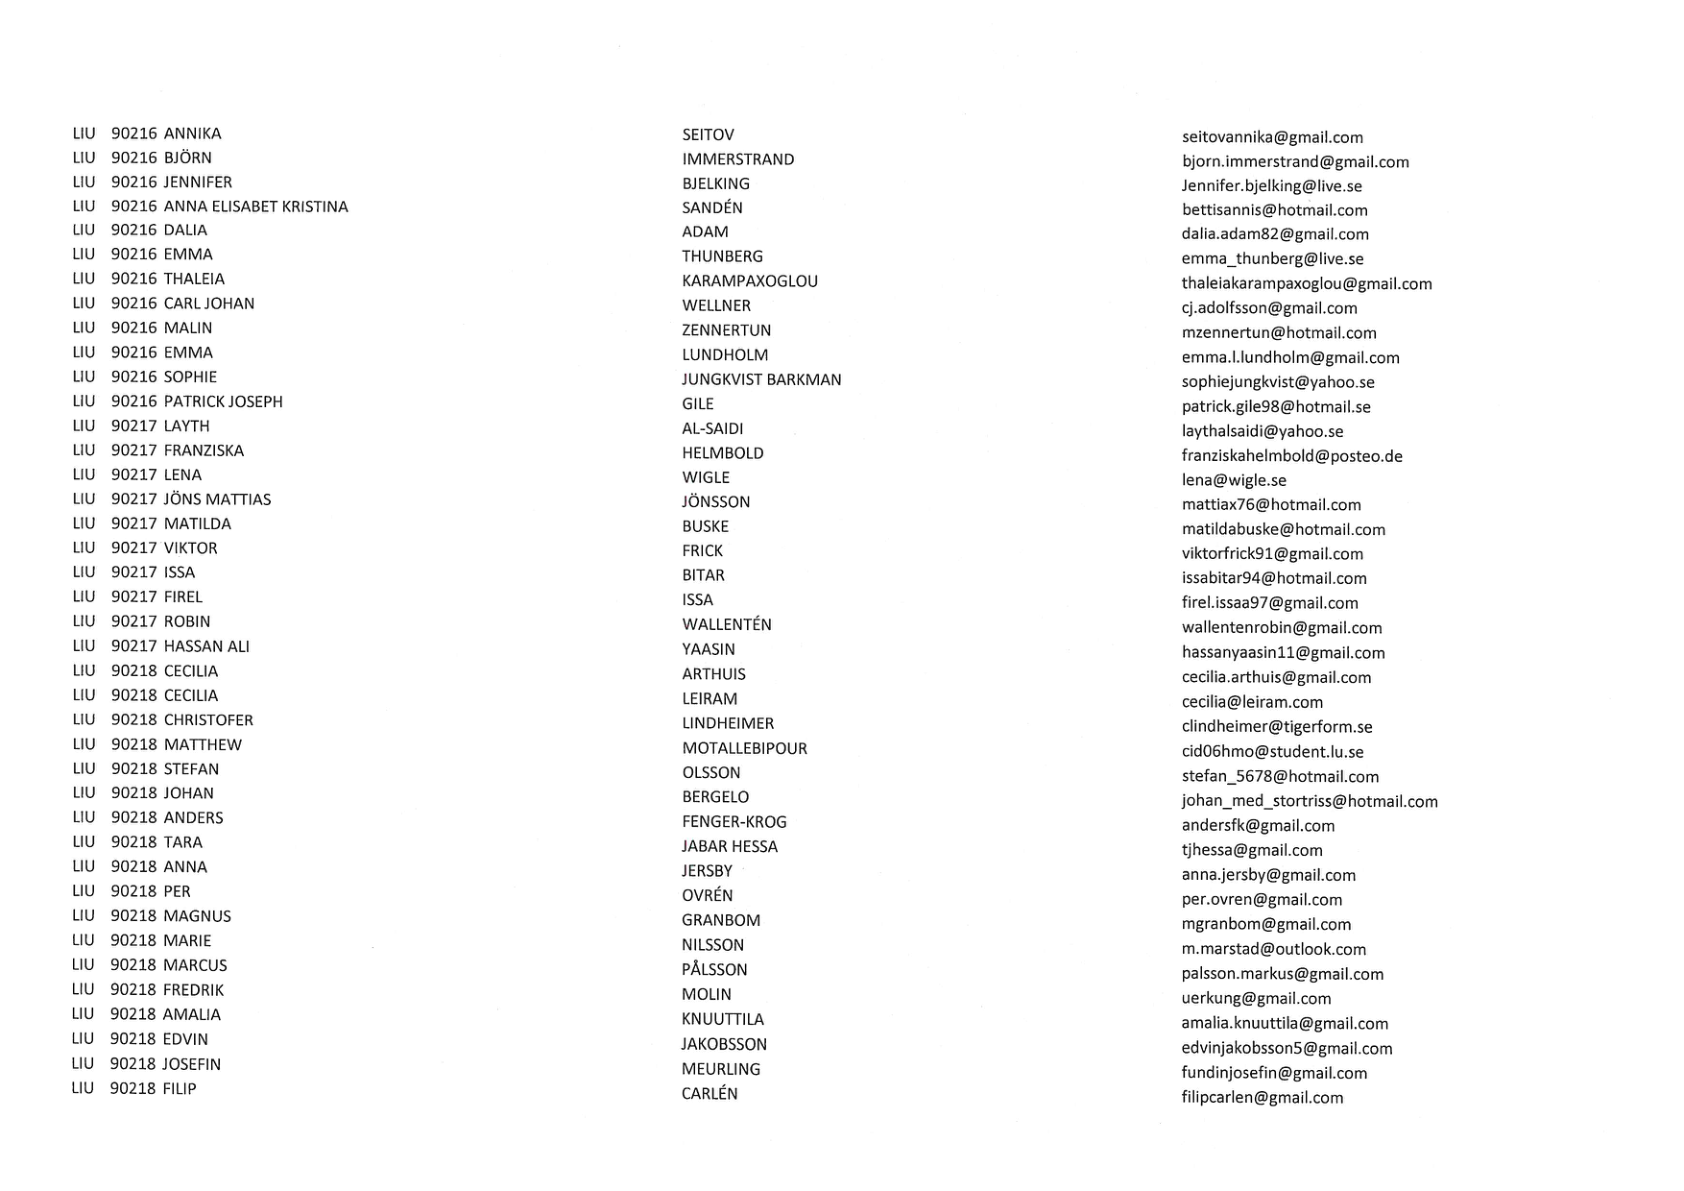 LIU 90216 ANNIKA SEITOV seitovannika@gmail.com
LIU 90216 BJÖRN IMMERSTRAND bjorn.immerstrand@gmail.com
LIU 90216 JENNIFER BJELKING Jennifer.bjelking@live.se
LIU 90216 ANNA ELISABET KRISTINA SANDÉN bettisannis@hotmail.com
LIU 90216 DALIA ADAM dalia.adam82@gmail.com
LIU 90216 EMMA THUNBERG emma_thunberg@live.se
LIU 90216 THALEIA KARAMPAXOGLOU thaleiakarampaxoglou@gmail.com
LIU 90216 CARL JOHAN WELLNER cj.adolfsson@gmail.com
LIU 90216 MALIN ZENNERTUN mzennertun@hotmail.com
LIU 90216 EMMA LUNDHOLM emma.l.lundholm@gmail.com
LIU 90216 SOPHIE JUNGKVIST BARKMAN sophiejungkvist@yahoo.se
LIU 90216 PATRICK JOSEPH GILE patrick.gile98@hotmail.se
LIU 90217 LAYTH AL-SAIDI laythalsaidi@yahoo.se
LIU 90217 FRANZISKA HELMBOLD franziskahelmbold@posteo.de
LIU 90217 LENA WIGLE lena@wigle.se
LIU 90217 JÖNS MATTIAS JÖNSSON mattiax76@hotmail.com
LIU 90217 MATILDA BUSKE matildabuske@hotmail.com
LIU 90217 VIKTOR FRICK viktorfrick91@gmail.com
LIU 90217 ISSA BITAR issabitar94@hotmail.com
LIU 90217 FIREL ISSA firel.issaa97@gmail.com
LIU 90217 ROBIN WALLENTÉN wallentenrobin@gmail.com
LIU 90217 HASSAN ALI YAASIN hassanyaasin11@gmail.com
LIU 90218 CECILIA ARTHUIS cecilia.arthuis@gmail.com
LIU 90218 CECILIA LEIRAM cecilia@leiram.com
LIU 90218 CHRISTOFER LINDHEIMER clindheimer@tigerform.se
LIU 90218 MATTHEW MOTALLEBIPOUR cid06hmo@student.lu.se
LIU 90218 STEFAN OLSSON stefan_5678@hotmail.com
LIU 90218 JOHAN BERGELO johan_med_stortriss@hotmail.com
LIU 90218 ANDERS FENGER-KROG andersfk@gmail.com
LIU 90218 TARA JABAR HESSA tjhessa@gmail.com
LIU 90218 ANNA JERSBY anna.jersby@gmail.com
LIU 90218 PER OVRÉN per.ovren@gmail.com
LIU 90218 MAGNUS GRANBOM mgranbom@gmail.com
LIU 90218 MARIE NILSSON m.marstad@outlook.com
LIU 90218 MARCUS PÅLSSON palsson.markus@gmail.com
LIU 90218 FREDRIK MOLIN uerkung@gmail.com
LIU 90218 AMALIA KNUUTTILA amalia.knuuttila@gmail.com
LIU 90218 EDVIN JAKOBSSON edvinjakobsson5@gmail.com
LIU 90218 JOSEFIN MEURLING fundinjosefin@gmail.com
LIU 90218 FILIP CARLÉN filipcarlen@gmail.com